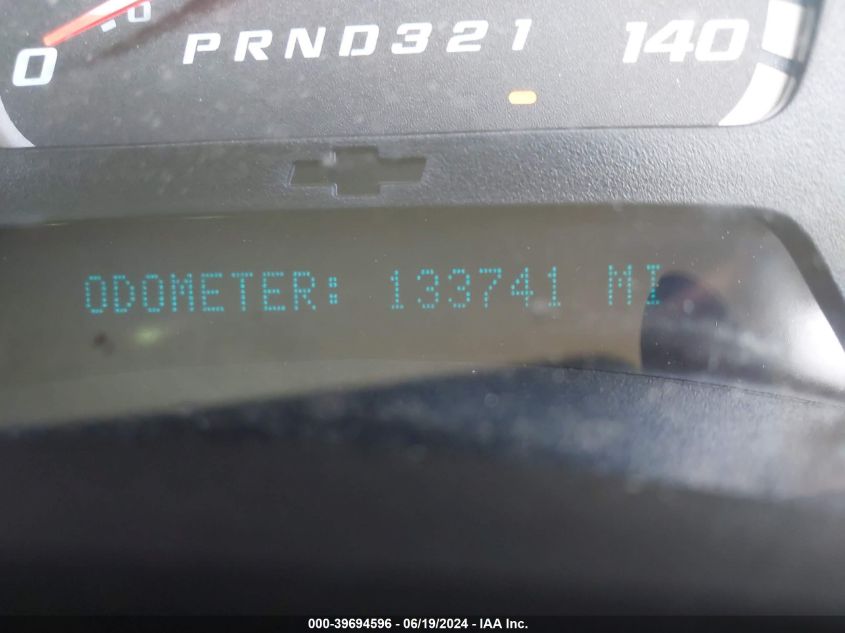 0 PRND321 140
ODOMETER: 133741 MI
000-39694596 - 06/19/2024 - IAA Inc.